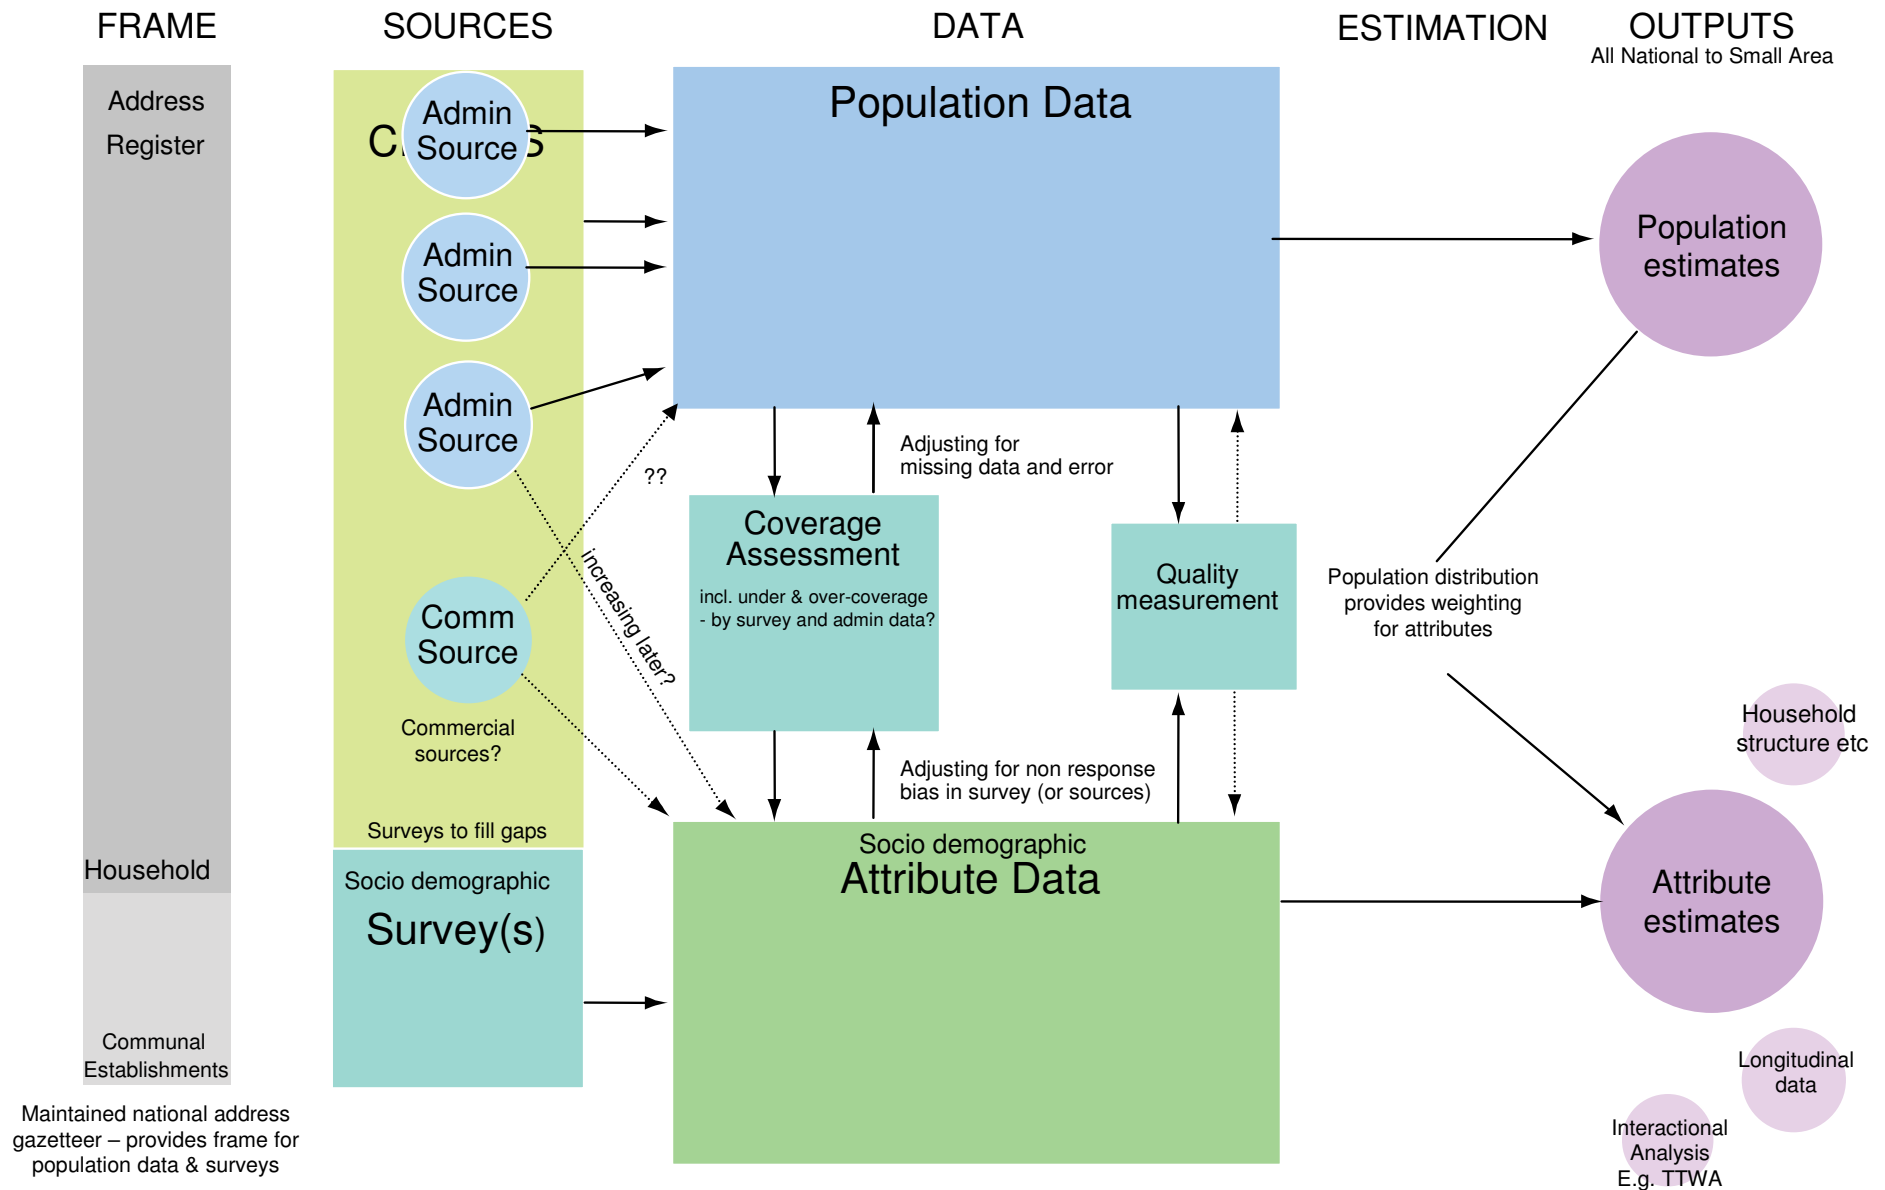 FRAME
SOURCES
DATA
ESTIMATION
OUTPUTS
All National to Small Area
Address
Register
Household
Communal
Establishments
Maintained national address
gazetteer – provides frame for
population data & surveys
Admin
Source
Admin
Source
Admin
Source
Comm
Source
Commercial
sources?
Surveys to fill gaps
Socio demographic
Survey(s)
??
increasing later?
Population Data
Adjusting for
missing data and error
Coverage
Assessment
incl. under & over-coverage
- by survey and admin data?
Quality
measurement
Adjusting for non response
bias in survey (or sources)
Socio demographic
Attribute Data
Population distribution
provides weighting
for attributes
Population
estimates
Household
structure etc
Attribute
estimates
Longitudinal
data
Interactional
Analysis
E.g. TTWA